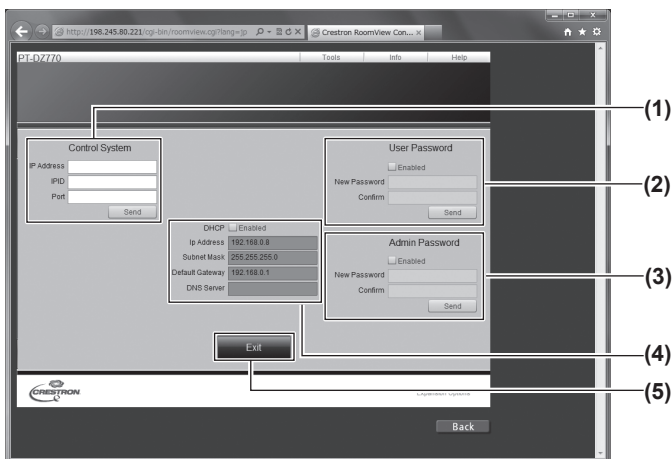 http://198.245.80.221/cgi-bin/roomview.cgi?lang=jp
Crestron RoomView Con...
PT-DZ770
Tools Info Help
(1)
Control System
IP Address
IPID
Port
Send
User Password
Enabled
New Password
Confirm
Send
(2)
DHCP Enabled
Ip Address 192.168.0.8
Subnet Mask 255.255.255.0
Default Gateway 192.168.0.1
DNS Server
Admin Password
Enabled
New Password
Confirm
Send
(3)
(4)
Exit
(5)
CRESTRON
Expansion Options
Back